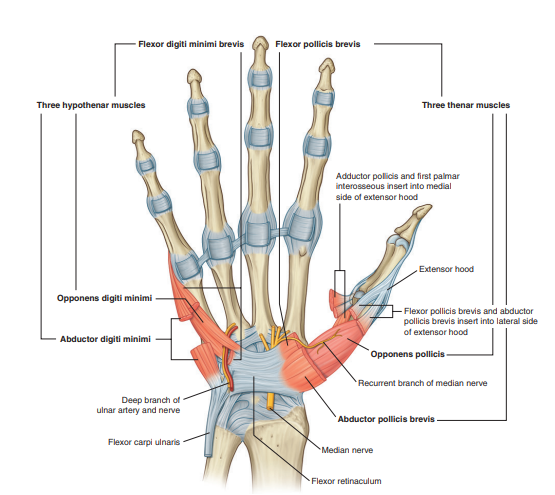 Flexor digiti minimi brevis
Flexor pollicis brevis
Three hypothenar muscles
Three thenar muscles
Adductor pollicis and first palmar
interosseous insert into medial
side of extensor hood
Extensor hood
Opponens digiti minimi
Flexor pollicis brevis and abductor
pollicis brevis insert into lateral side
of extensor hood
Abductor digiti minimi
Opponens pollicis
Recurrent branch of median nerve
Deep branch of
ulnar artery and nerve
Abductor pollicis brevis
Flexor carpi ulnaris
Median nerve
Flexor retinaculum